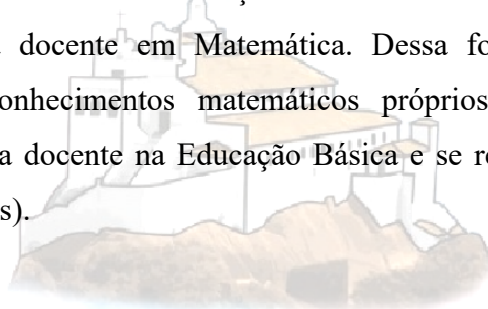 docente em Matemática. Dessa fo
onhecimentos matemáticos próprios
a docente na Educação Básica e se re
s).